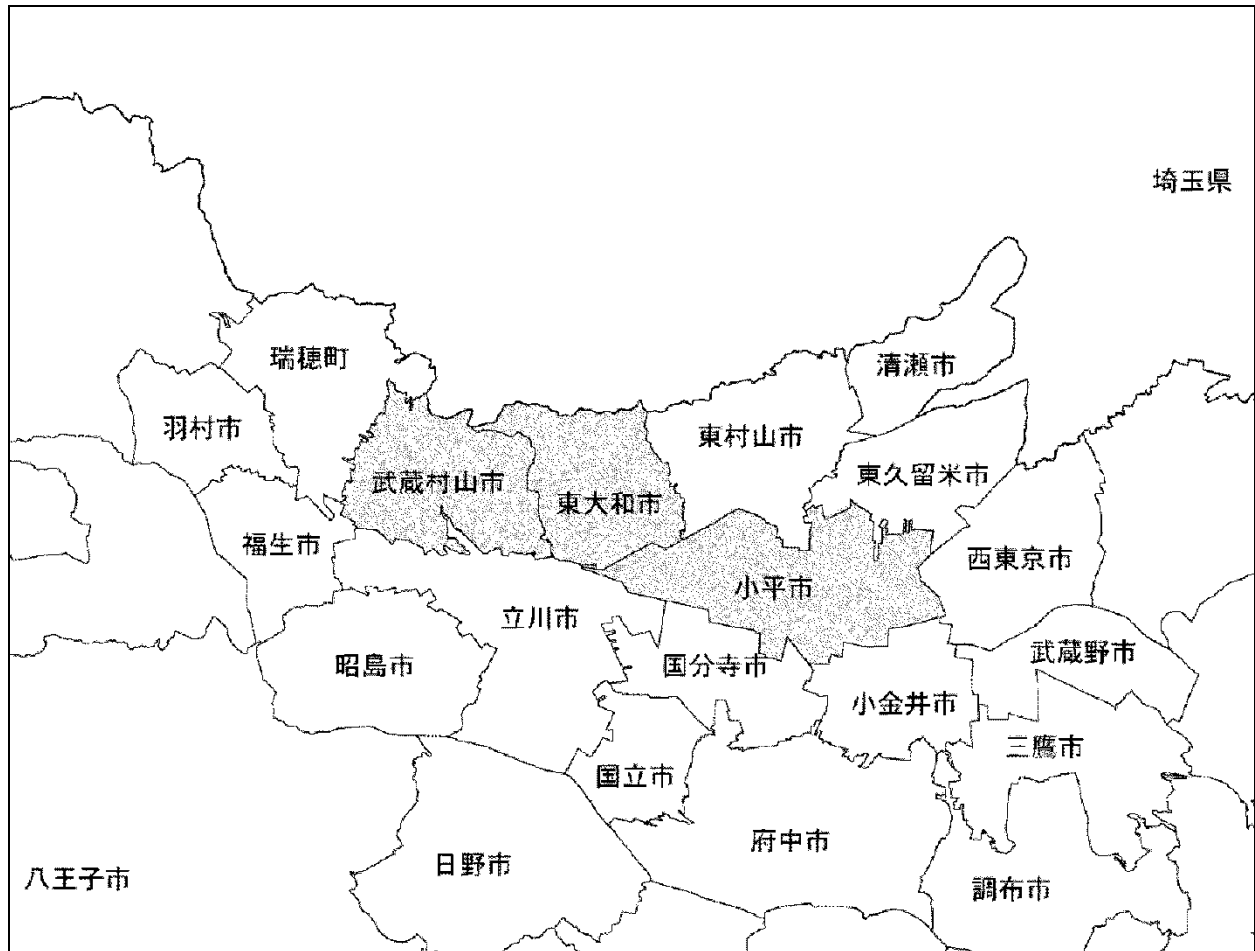 埼玉県
瑞穂町
清瀬市
羽村市
東村山市
武蔵村山市
東久留米市
東大和市
福生市
西東京市
小平市
立川市
武蔵野市
昭島市
国分寺市
小金井市
三鷹市
国立市
府中市
日野市
八王子市
調布市